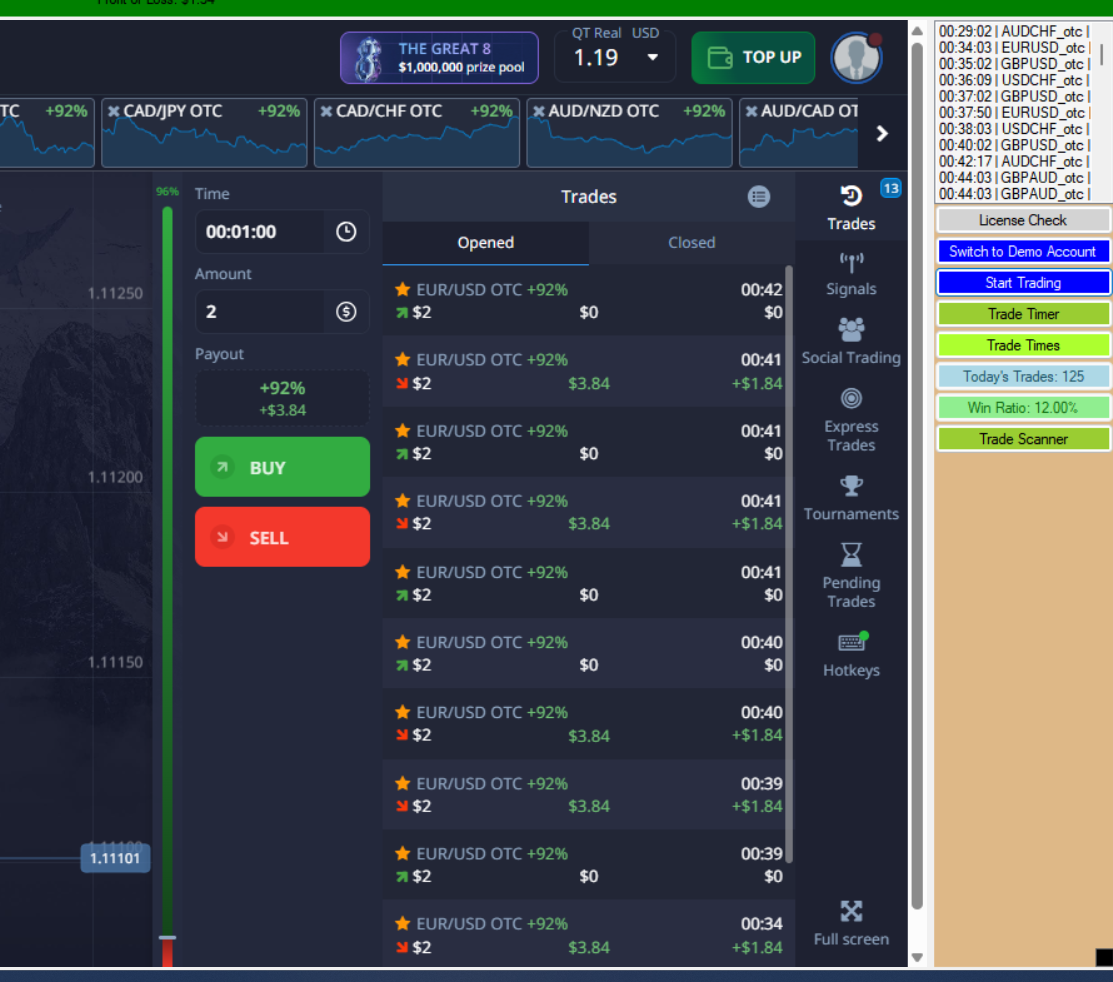 THE GREAT 8
$1,000,000 prize pool
QT Real USD
1.19
TOP UP
TC +92%
CAD/JPY OTC +92%
CAD/CHF OTC +92%
AUD/NZD OTC +92%
AUD/CAD OT
96%
1.11250
1.11200
1.11150
1.11101
Time
00:01:00
Amount
2
Payout
+92%
+$3.84
BUY
SELL
Trades
Opened Closed
EUR/USD OTC +92% 00:42
$2 $0 $0
EUR/USD OTC +92% 00:41
$2 $3.84 +$1.84
EUR/USD OTC +92% 00:41
$2 $0 $0
EUR/USD OTC +92% 00:41
$2 $3.84 +$1.84
EUR/USD OTC +92% 00:41
$2 $0 $0
EUR/USD OTC +92% 00:40
$2 $0 $0
EUR/USD OTC +92% 00:40
$2 $3.84 +$1.84
EUR/USD OTC +92% 00:39
$2 $3.84 +$1.84
EUR/USD OTC +92% 00:39
$2 $0 $0
EUR/USD OTC +92% 00:34
$2 $3.84 +$1.84
13
Trades
Signals
Social Trading
Express
Trades
Tournaments
Pending
Trades
Hotkeys
Full screen
00:29:02 | AUDCHF_otc |
00:34:03 | EURUSD_otc |
00:35:02 | GBPUSD_otc |
00:36:09 | USDCHF_otc |
00:37:02 | GBPUSD_otc |
00:37:50 | EURUSD_otc |
00:38:03 | USDCHF_otc |
00:40:02 | GBPUSD_otc |
00:42:17 | AUDCHF_otc |
00:44:03 | GBPAUD_otc |
00:44:03 | GBPAUD_otc |
License Check
Switch to Demo Account
Start Trading
Trade Timer
Trade Times
Today's Trades: 125
Win Ratio: 12.00%
Trade Scanner